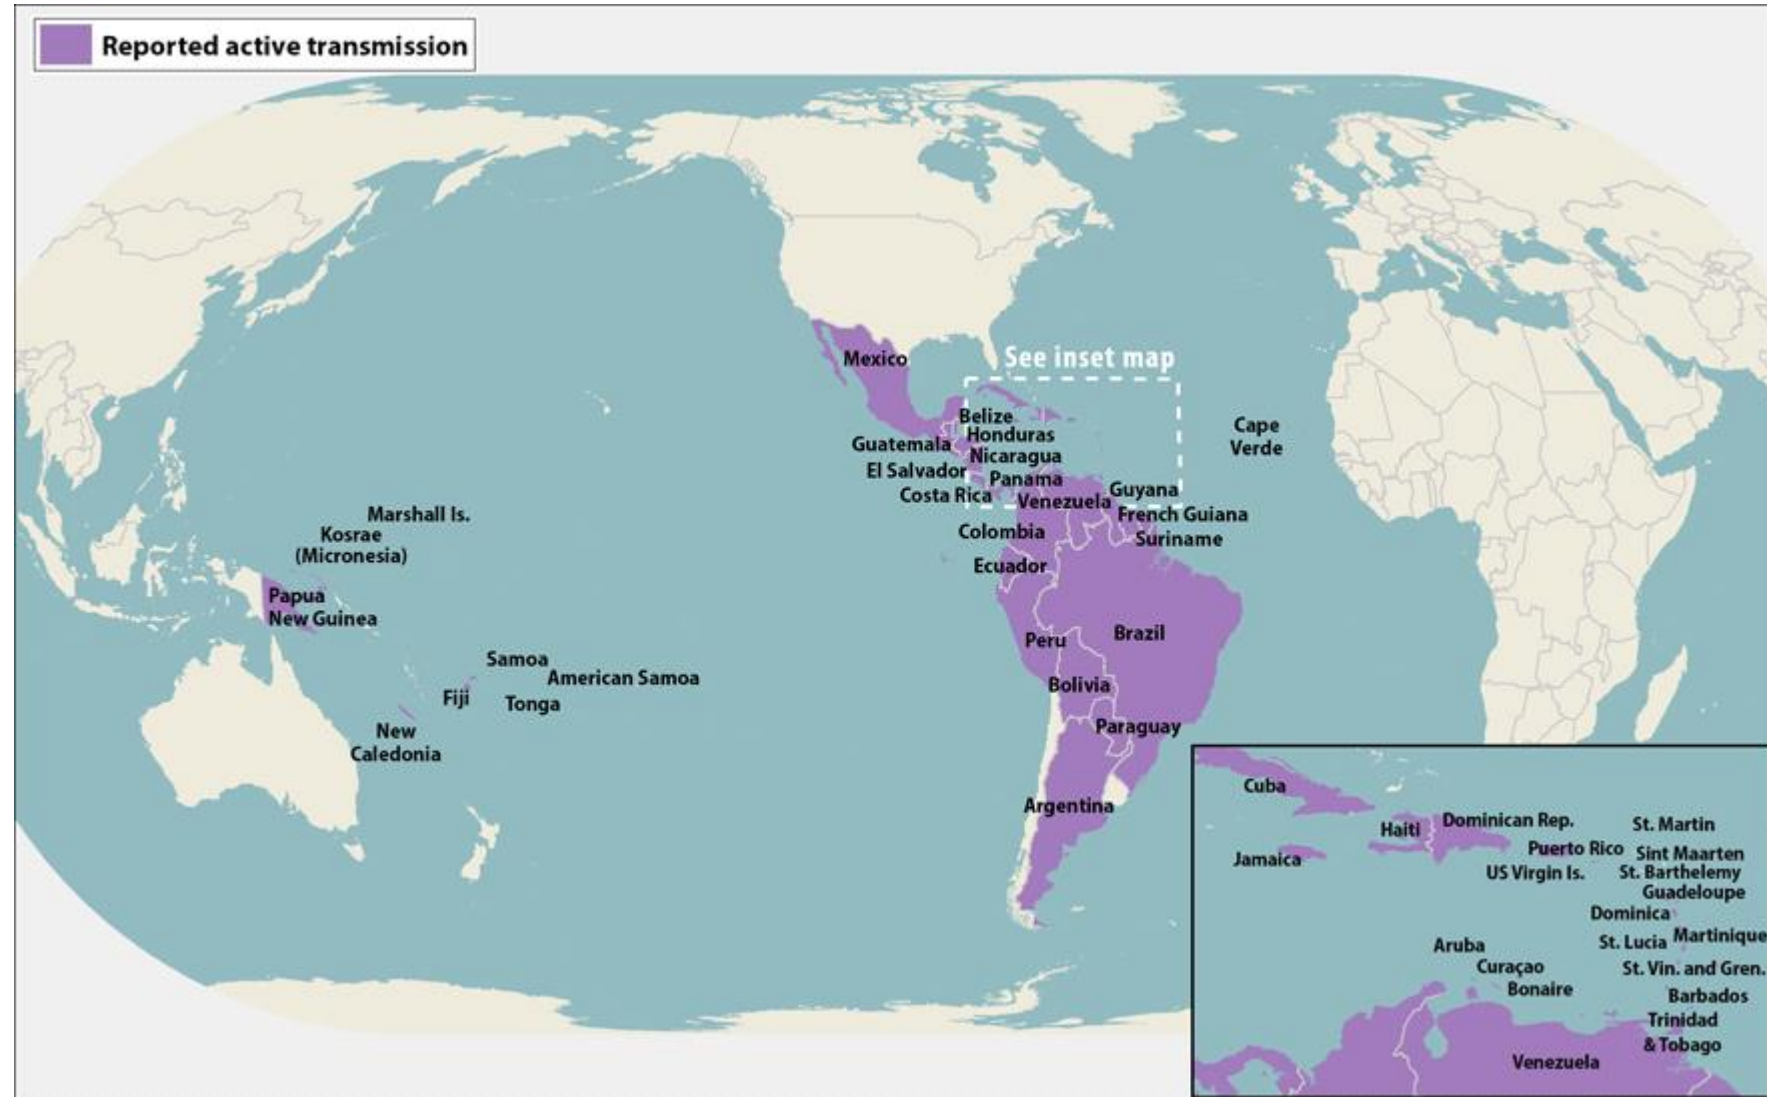 Reported active transmission
See inset map
Mexico
Belize
Honduras
Guatemala
Nicaragua
El Salvador
Panama
Costa Rica
Venezuela
Guyana
French Guiana
Colombia
Suriname
Ecuador
Peru
Brazil
Bolivia
Paraguay
Argentina
Cape
Verde
Marshall Is.
Kosrae
(Micronesia)
Papua
New Guinea
Samoa
American Samoa
Fiji
Tonga
New
Caledonia
Cuba
Haiti
Dominican Rep.
Jamaica
Puerto Rico
US Virgin Is.
St. Martin
Sint Maarten
St. Barthelemy
Guadeloupe
Dominica
Martinique
St. Lucia
St. Vin. and Gren.
Barbados
Trinidad
& Tobago
Aruba
Curaçao
Bonaire
Venezuela